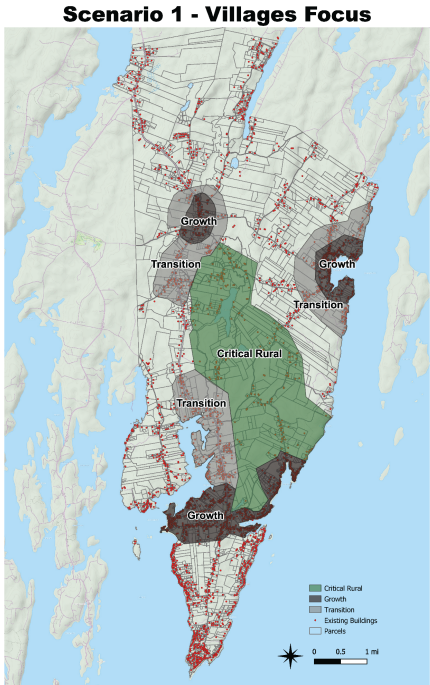 Scenario 1 - Villages Focus
Growth
Transition
Growth
Transition
Critical Rural
Transition
Growth
Critical Rural
Growth
Transition
Existing Buildings
Parcels
0 0.5 1 mi